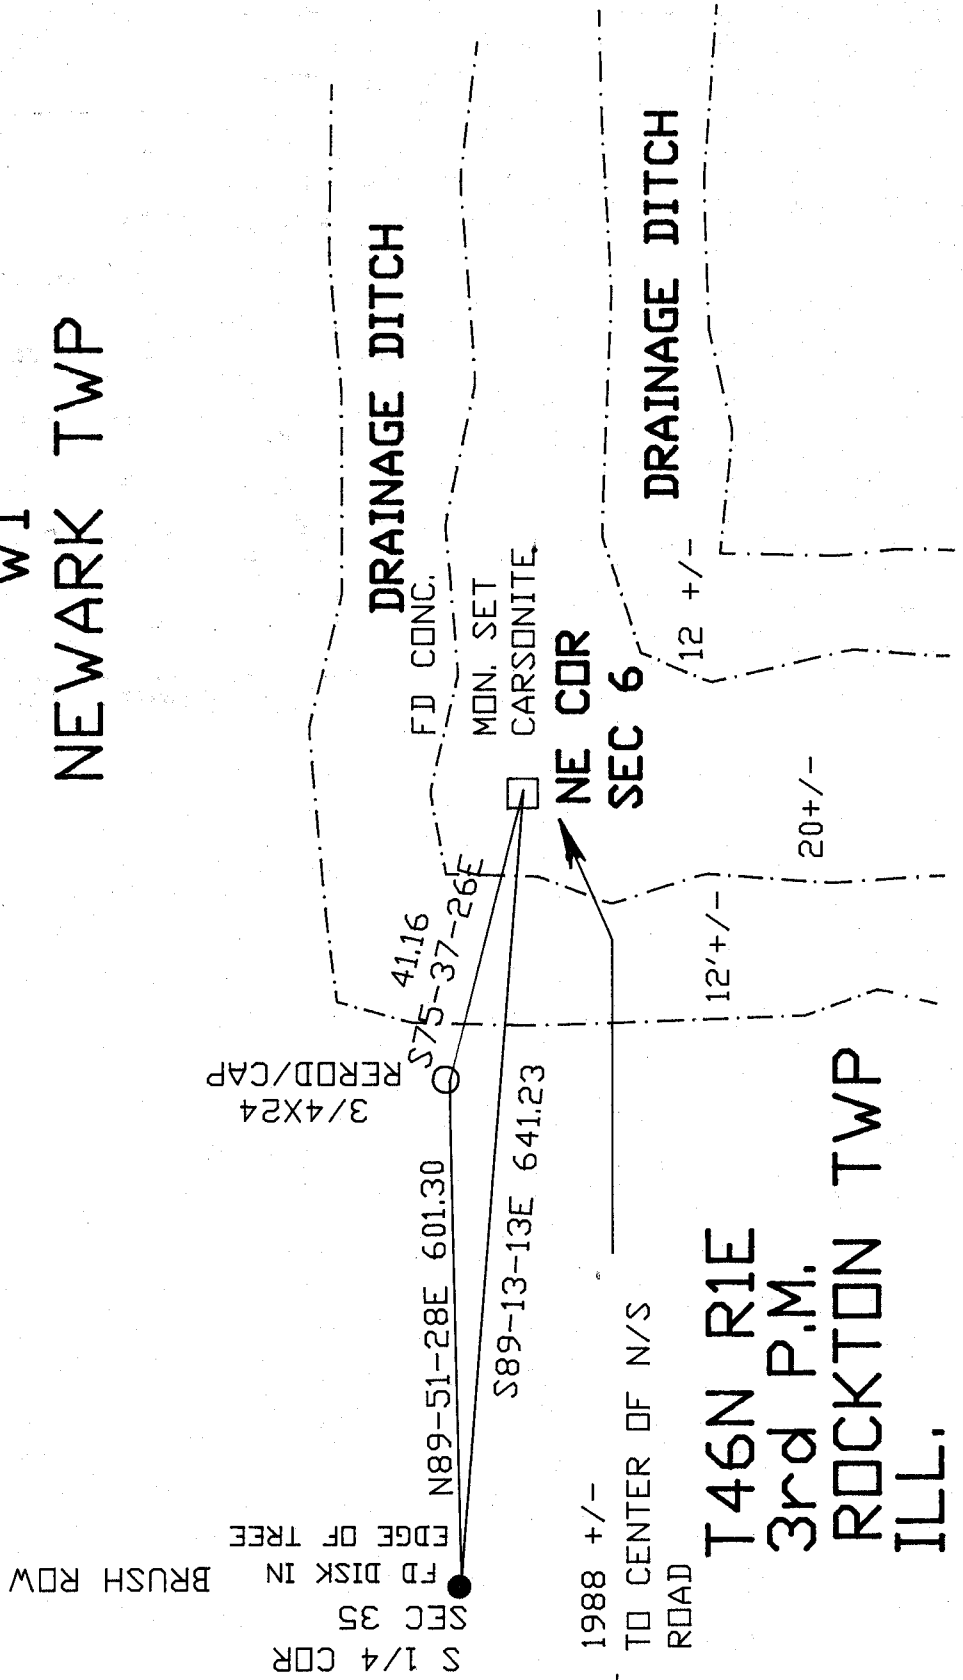 WI
NEWARK TWP
DRAINAGE DITCH
DRAINAGE DITCH
FD CONC.
MON. SET
CARSONITE
NE COR
SEC 6
12 +/-
20+/-
12'+/-
41.16
S75-37-26E
3/4X24
REROD/CAP
N89-51-28E 601.30
S89-13-13E 641.23
BRUSH ROW
S 1/4 COR
SEC 35
FD DISK IN
EDGE OF TREE
1988 +/-
TO CENTER OF N/S
ROAD
T46N R1E
3rd P.M.
ROCKTON TWP
ILL.